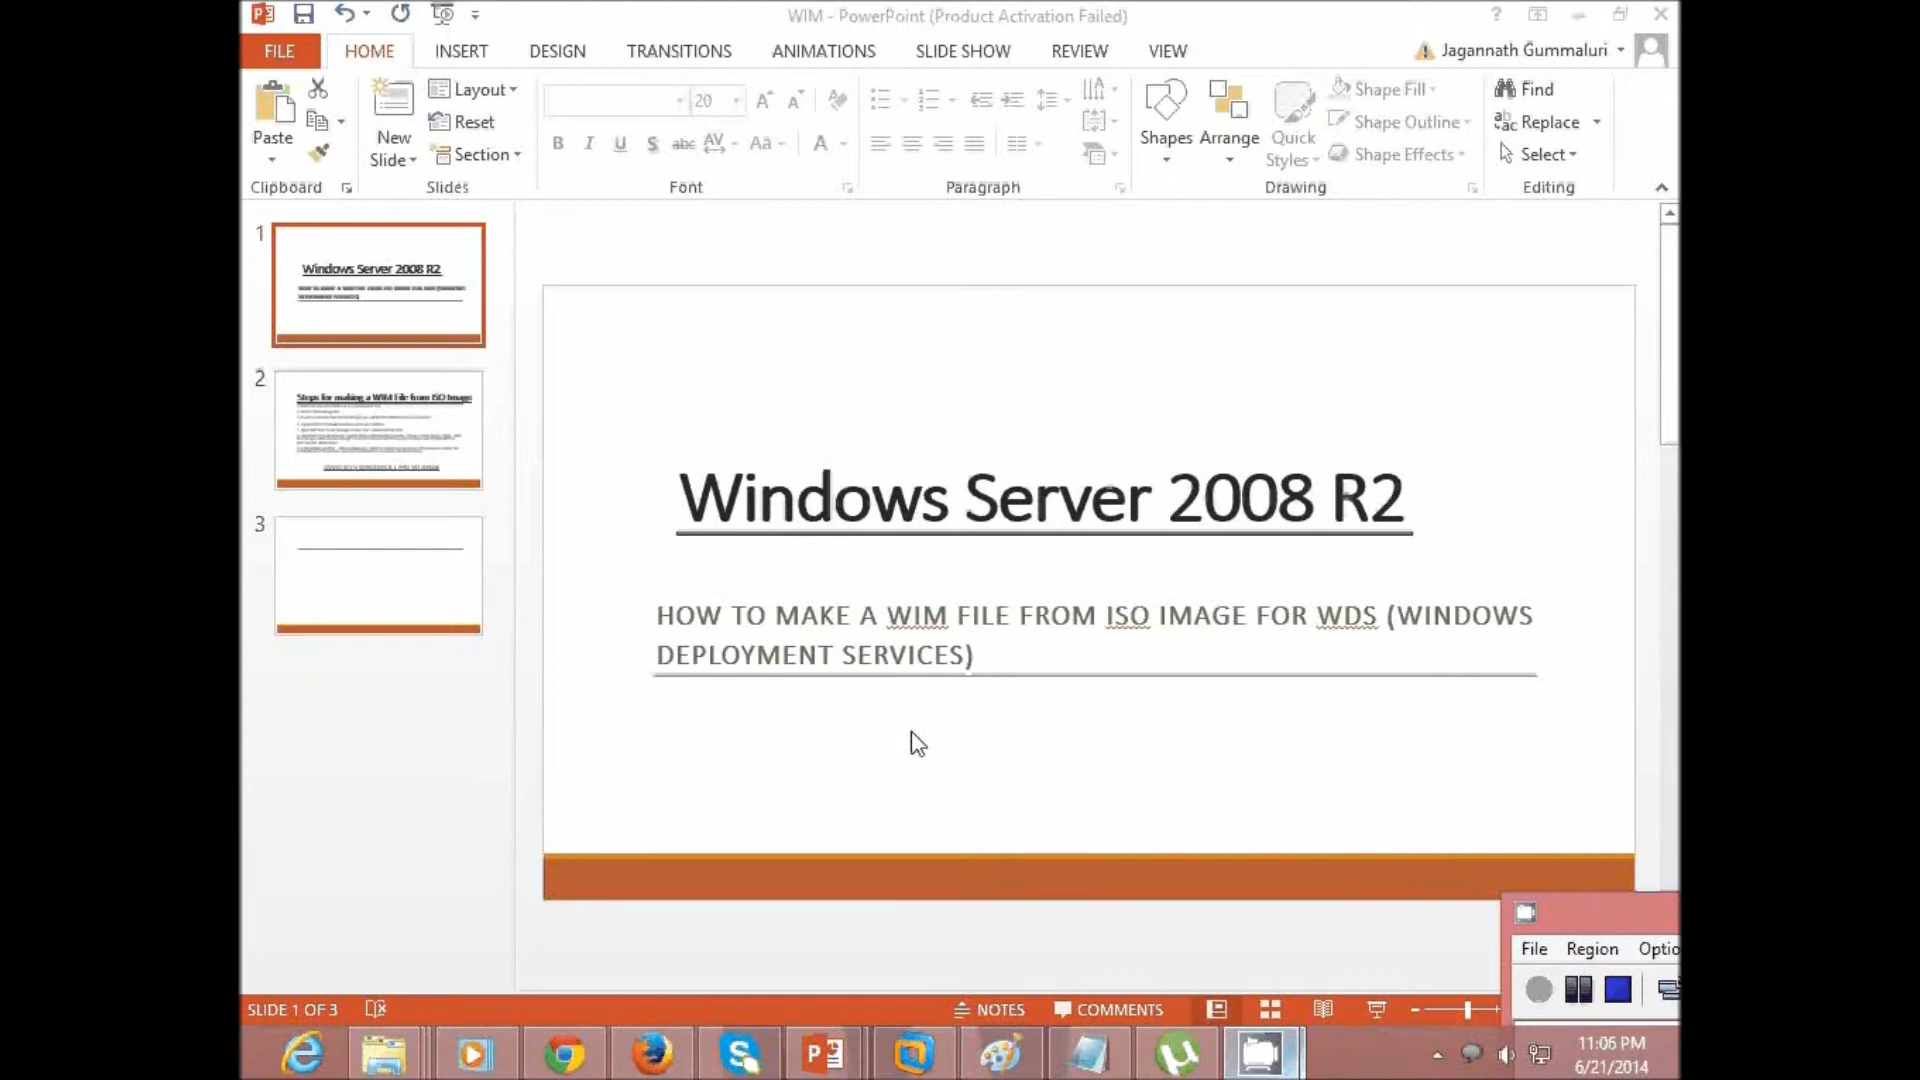 WIM - PowerPoint (Product Activation Failed)
FILE HOME INSERT DESIGN TRANSITIONS ANIMATIONS SLIDE SHOW REVIEW VIEW Jagannath Gummaluri
Paste
New Slide
Layout
Reset
Section
20
B I U S abc AV Aa A
Shapes Arrange Quick Styles
Shape Fill
Shape Outline
Shape Effects
Find
Replace
Select
Clipboard Slides Font Paragraph Drawing Editing
1
Windows Server 2008 R2
2
Steps for making a WIM File from ISO Image
3
Windows Server 2008 R2
HOW TO MAKE A WIM FILE FROM ISO IMAGE FOR WDS (WINDOWS
DEPLOYMENT SERVICES)
File Region Optio
SLIDE 1 OF 3 NOTES COMMENTS
11:06 PM
6/21/2014